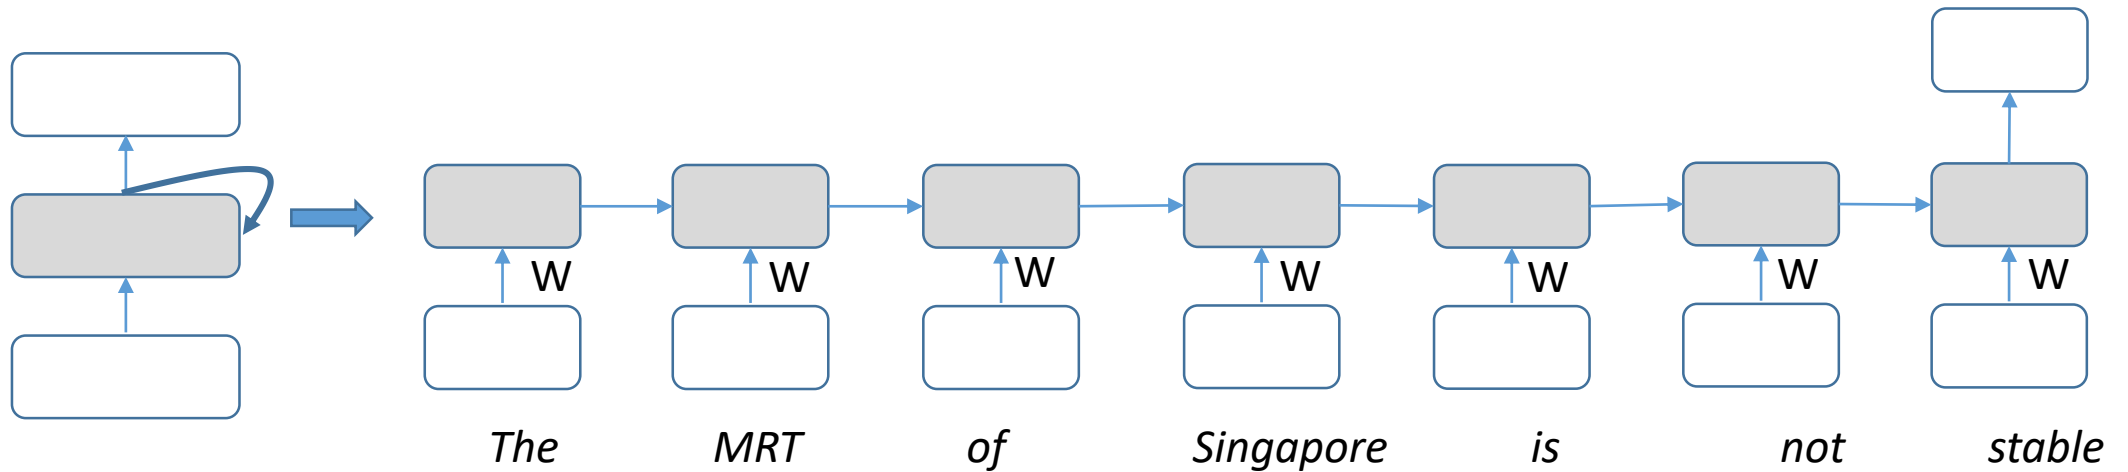 W W W W W W W
The MRT of Singapore is not stable